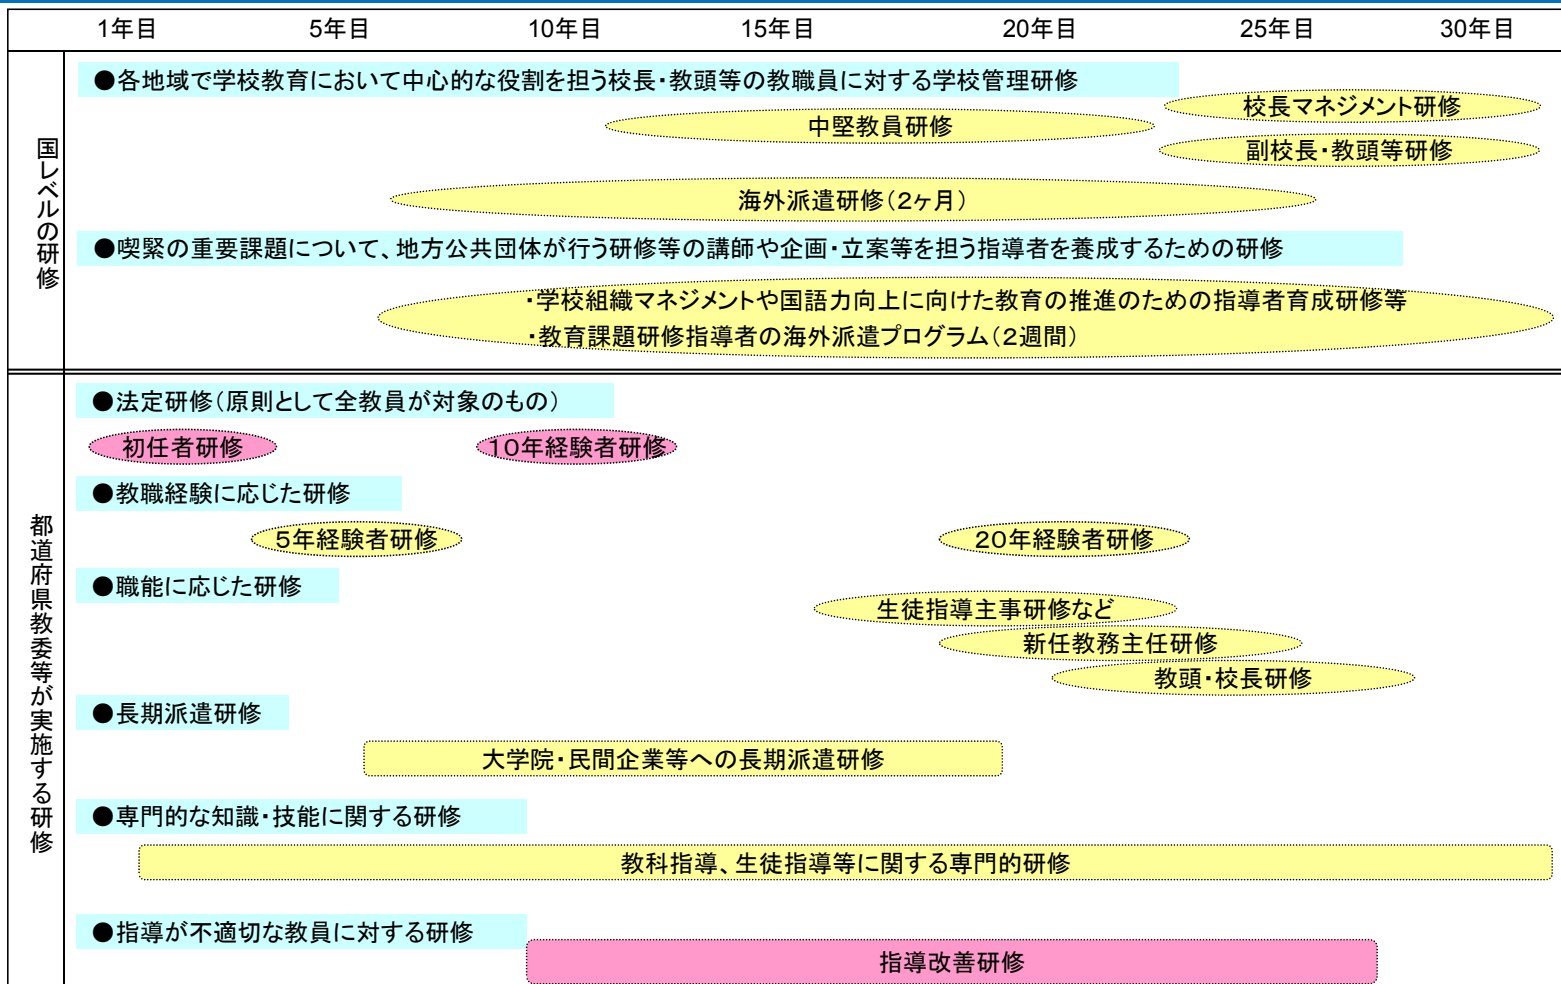 1年目 5年目 10年目 15年目 20年目 25年目 30年目
国レベルの研修
●各地域で学校教育において中心的な役割を担う校長・教頭等の教職員に対する学校管理研修
校長マネジメント研修
中堅教員研修
副校長・教頭等研修
海外派遣研修(2ヶ月)
●喫緊の重要課題について、地方公共団体が行う研修等の講師や企画・立案等を担う指導者を養成するための研修
・学校組織マネジメントや国語力向上に向けた教育の推進のための指導者育成研修等
・教育課題研修指導者の海外派遣プログラム(2週間)
都道府県教委等が実施する研修
●法定研修(原則として全教員が対象のもの)
初任者研修 10年経験者研修
●教職経験に応じた研修
5年経験者研修 20年経験者研修
●職能に応じた研修
生徒指導主事研修など
新任教務主任研修
教頭・校長研修
●長期派遣研修
大学院・民間企業等への長期派遣研修
●専門的な知識・技能に関する研修
教科指導、生徒指導等に関する専門的研修
●指導が不適切な教員に対する研修
指導改善研修